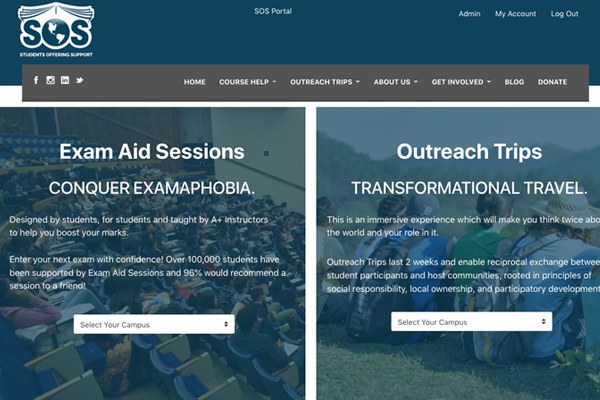 SOS
STUDENTS OFFERING SUPPORT
SOS Portal
Admin My Account Log Out
HOME COURSE HELP OUTREACH TRIPS ABOUT US GET INVOLVED BLOG DONATE
Exam Aid Sessions
CONQUER EXAMAPHOBIA.
Designed by students, for students and taught by A+ Instructors
to help you boost your marks.
Enter your next exam with confidence! Over 100,000 students have
been supported by Exam Aid Sessions and 96% would recommend a
session to a friend!
Select Your Campus
Outreach Trips
TRANSFORMATIONAL TRAVEL.
This is an immersive experience which will make you think twice abo
the world and your role in it.
Outreach Trips last 2 weeks and enable reciprocal exchange betwee
student participants and host communities, rooted in principles of
social responsibility, local ownership, and participatory development
Select Your Campus